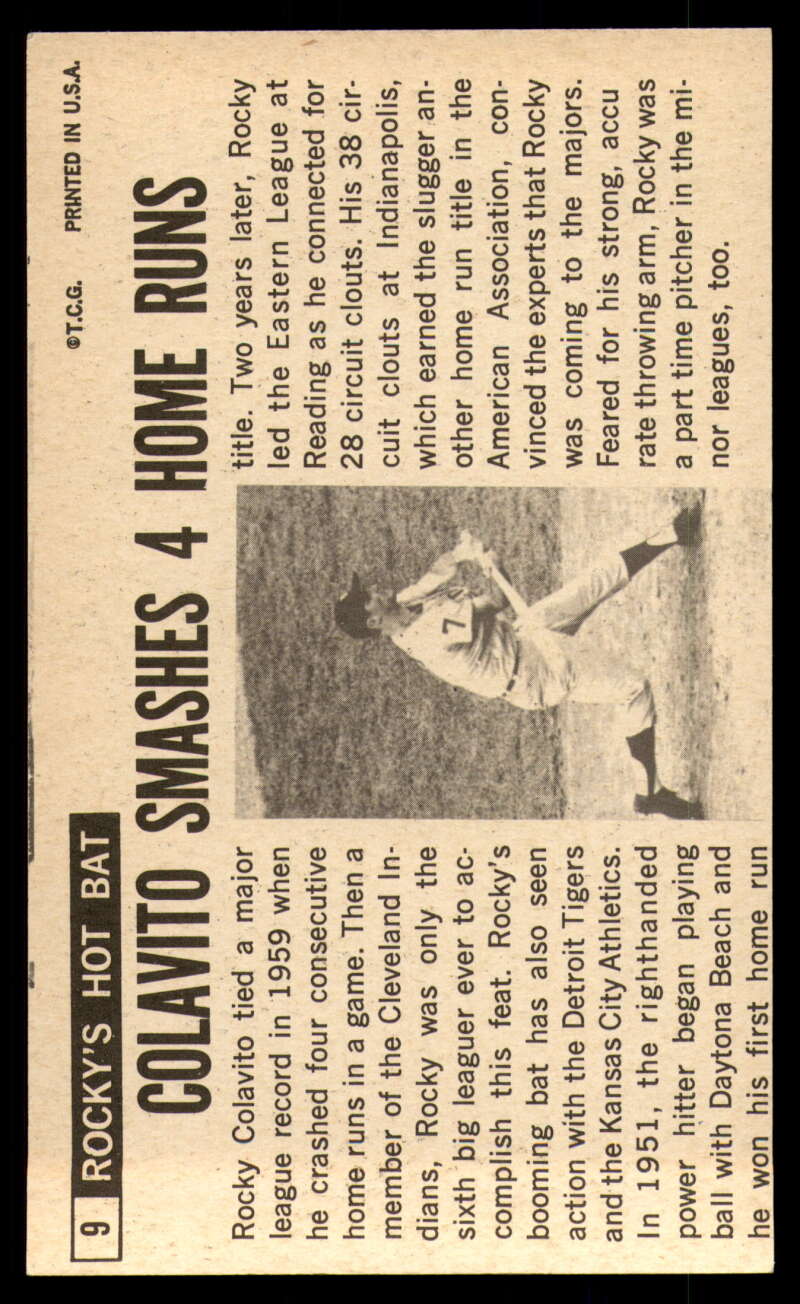 9 ROCKY'S HOT BAT
©T.C.G. PRINTED IN U.S.A.
COLAVITO SMASHES 4 HOME RUNS
Rocky Colavito tied a major
league record in 1959 when
he crashed four consecutive
home runs in a game. Then a
member of the Cleveland In-
dians, Rocky was only the
sixth big leaguer ever to ac-
complish this feat. Rocky's
booming bat has also seen
action with the Detroit Tigers
and the Kansas City Athletics.
In 1951, the righthanded
power hitter began playing
ball with Daytona Beach and
he won his first home run
7
title. Two years later, Rocky
led the Eastern League at
Reading as he connected for
28 circuit clouts. His 38 cir-
cuit clouts at Indianapolis,
which earned the slugger an-
other home run title in the
American Association, con-
vinced the experts that Rocky
was coming to the majors.
Feared for his strong, accu
rate throwing arm, Rocky was
a part time pitcher in the mi-
nor leagues, too.